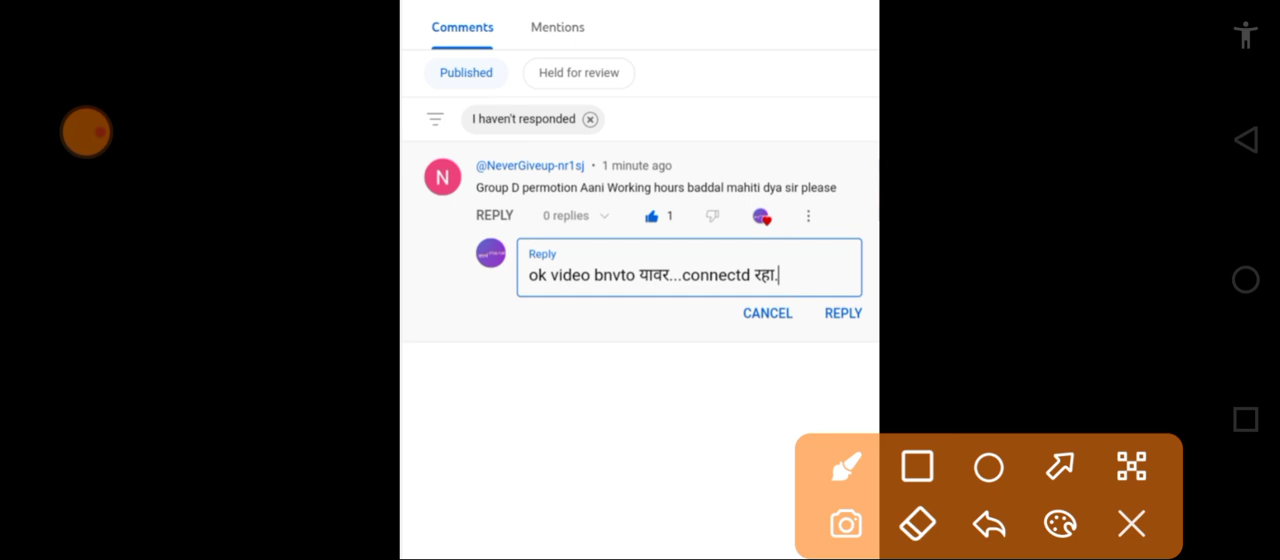 Comments Mentions
Published Held for review
I haven't responded
@NeverGiveup-nr1sj • 1 minute ago
N
Group D permotion Aani Working hours baddal mahiti dya sir please
REPLY 0 replies 1
Reply
ok video bnvto यावर...connectd रहा.
CANCEL REPLY